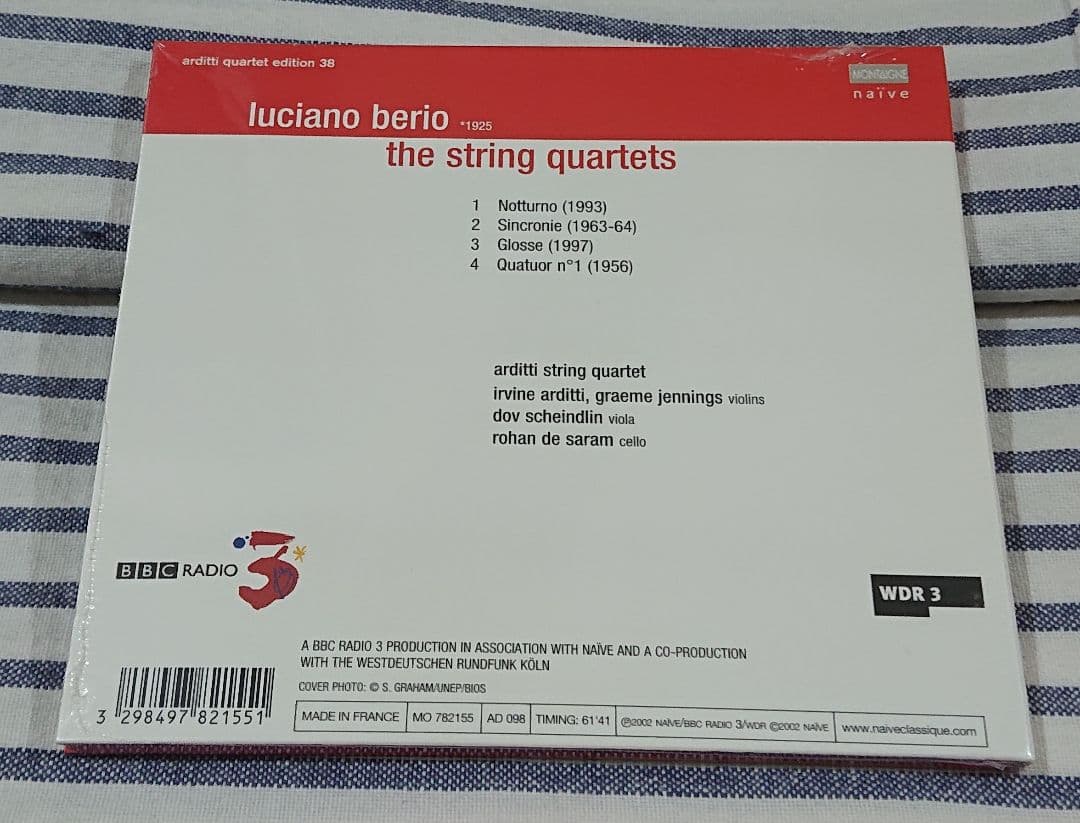 arditti quartet edition 38
MONTAIGNE
naïve
luciano berio *1925
the string quartets
1 Notturno (1993)
2 Sincronie (1963-64)
3 Glosse (1997)
4 Quatuor n°1 (1956)
arditti string quartet
irvine arditti, graeme jennings violins
dov scheindlin viola
rohan de saram cello
BBC RADIO 3
WDR 3
A BBC RADIO 3 PRODUCTION IN ASSOCIATION WITH NAÏVE AND A CO-PRODUCTION
WITH THE WESTDEUTSCHEN RUNDFUNK KÖLN
COVER PHOTO: © S. GRAHAM/UNEP/BIOS
3 298497 821551
MADE IN FRANCE MO 782155 AD 098 TIMING: 61'41 ℗2002 NAÏVE/BBC RADIO 3/WDR ©2002 NAÏVE www.naiveclassique.com